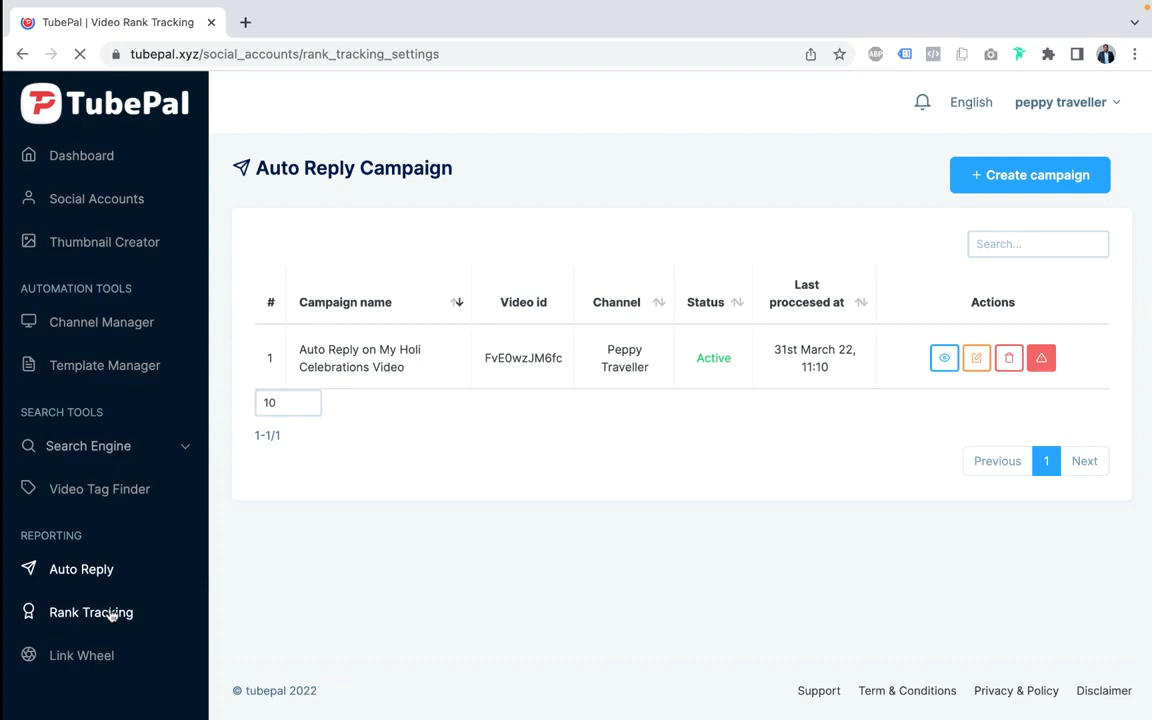 TubePal | Video Rank Tracking
tubepal.xyz/social_accounts/rank_tracking_settings
ABP
TubePal
English
peppy traveller
Dashboard
Social Accounts
Thumbnail Creator
AUTOMATION TOOLS
Channel Manager
Template Manager
SEARCH TOOLS
Search Engine
Video Tag Finder
REPORTING
Auto Reply
Rank Tracking
Link Wheel
Auto Reply Campaign
+ Create campaign
Search...
# Campaign name Video id Channel Status Last proccesed at Actions
1 Auto Reply on My Holi Celebrations Video FvE0wzJM6fc Peppy Traveller Active 31st March 22, 11:10
10
1-1/1
Previous 1 Next
© tubepal 2022 Support Term & Conditions Privacy & Policy Disclaimer